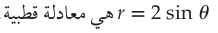 r = 2 sin θ هي معادلة قطبية.